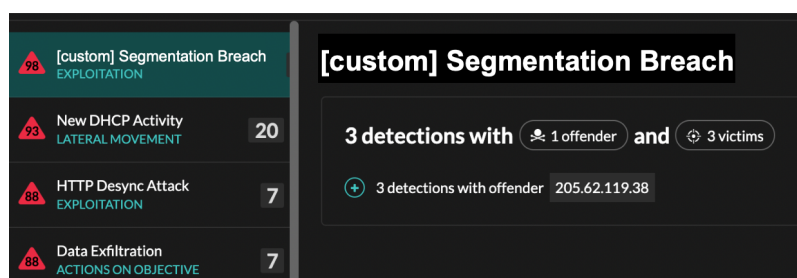 98
[custom] Segmentation Breach
EXPLOITATION
93
New DHCP Activity
LATERAL MOVEMENT
20
88
HTTP Desync Attack
EXPLOITATION
7
88
Data Exfiltration
ACTIONS ON OBJECTIVE
7
[custom] Segmentation Breach
3 detections with 1 offender and 3 victims
3 detections with offender 205.62.119.38